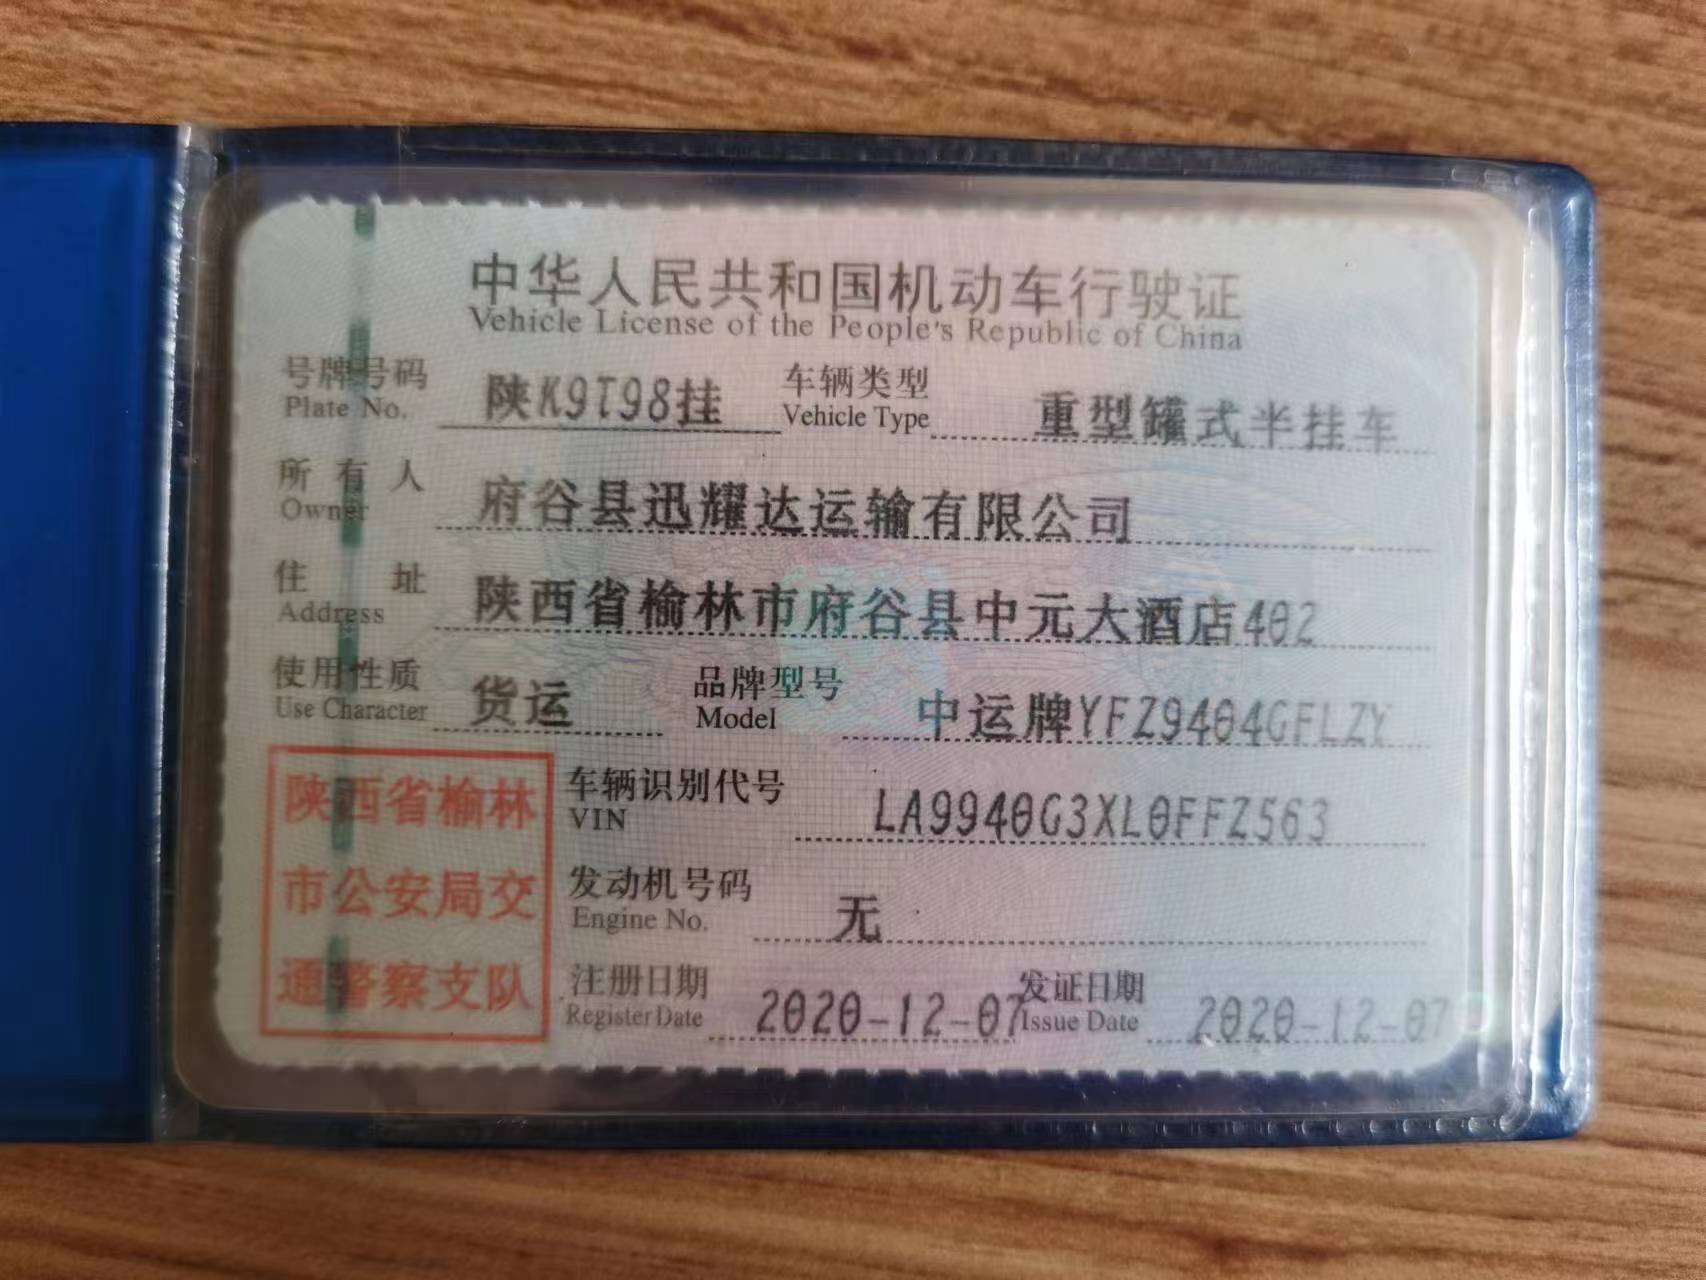 中华人民共和国机动车行驶证
Vehicle License of the People's Republic of China
号牌号码 陕K9T98挂 车辆类型 重型罐式半挂车
Plate No. Vehicle Type
所有人 府谷县迅耀达运输有限公司
Owner
住址 陕西省榆林市府谷县中元大酒店402
Address
使用性质 货运 品牌型号 中运牌YFZ9404GFLZY
Use Character Model
陕西省榆林
市公安局交
通警察支队
车辆识别代号 LA9940G3XL0FFZ563
VIN
发动机号码 无
Engine No.
注册日期 2020-12-07 发证日期 2020-12-07
Register Date Issue Date